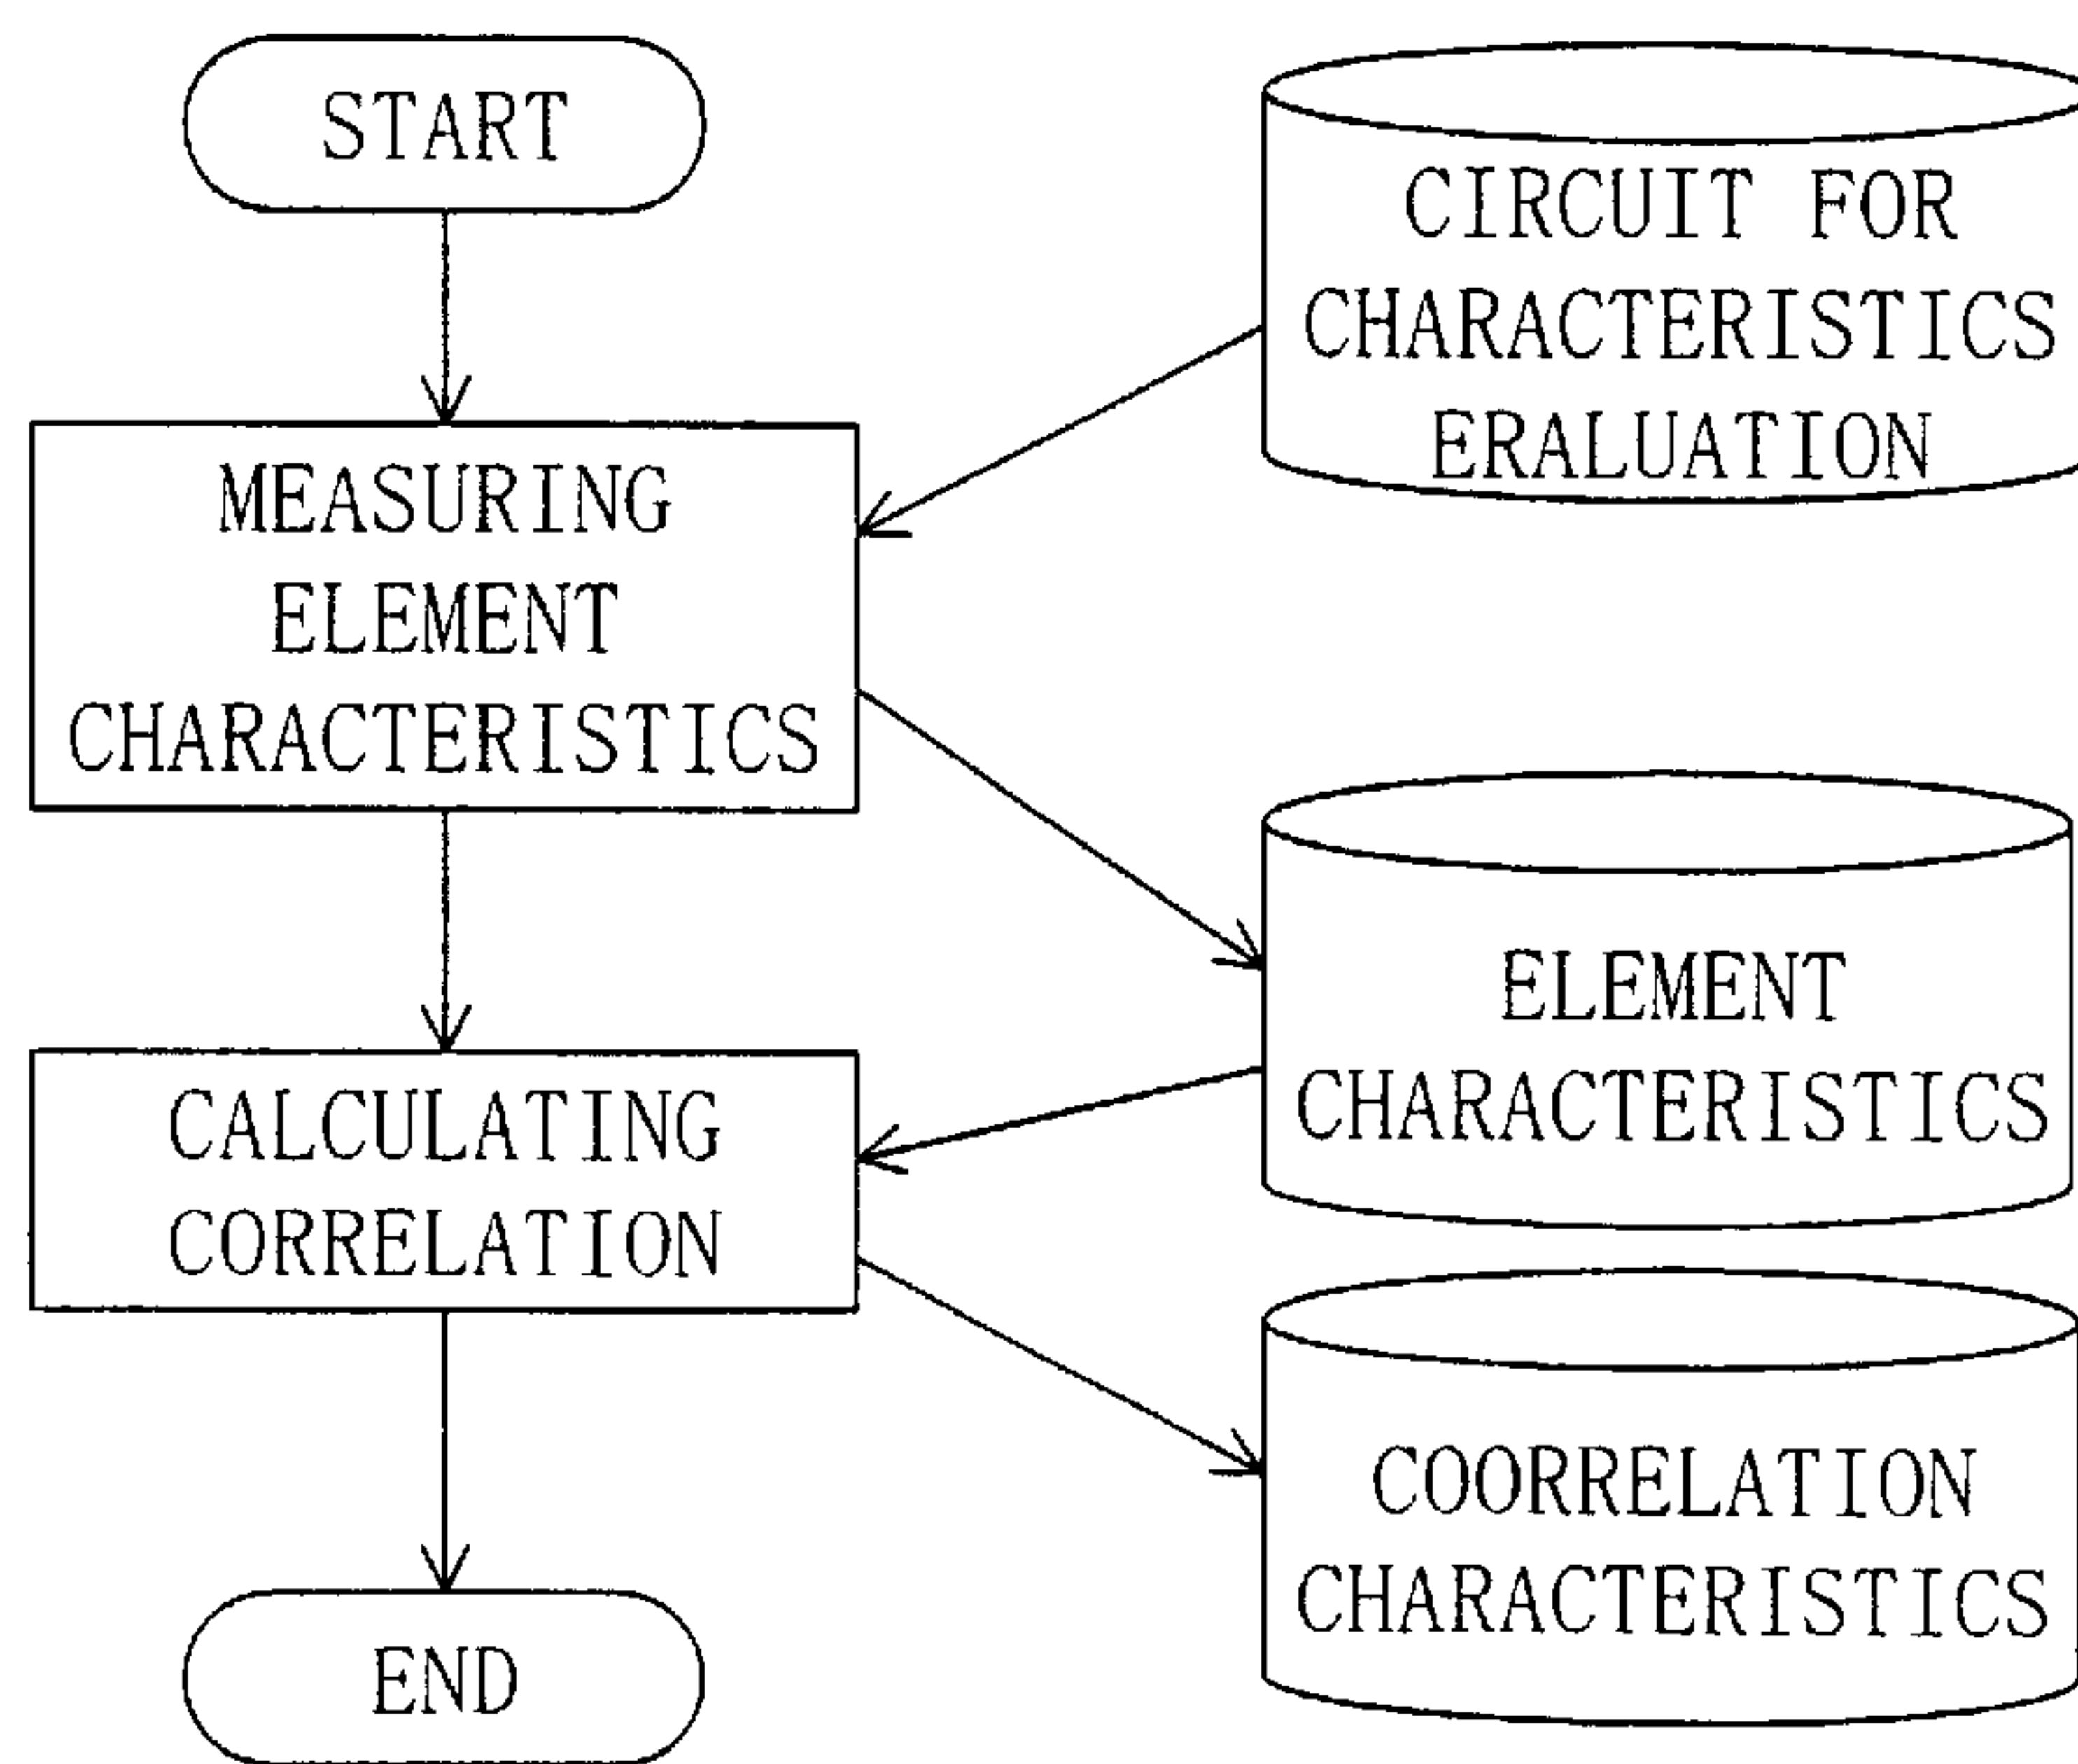 START
CIRCUIT FOR
CHARACTERISTICS
ERALUATION
MEASURING
ELEMENT
CHARACTERISTICS
ELEMENT
CHARACTERISTICS
CALCULATING
CORRELATION
COORRELATION
CHARACTERISTICS
END